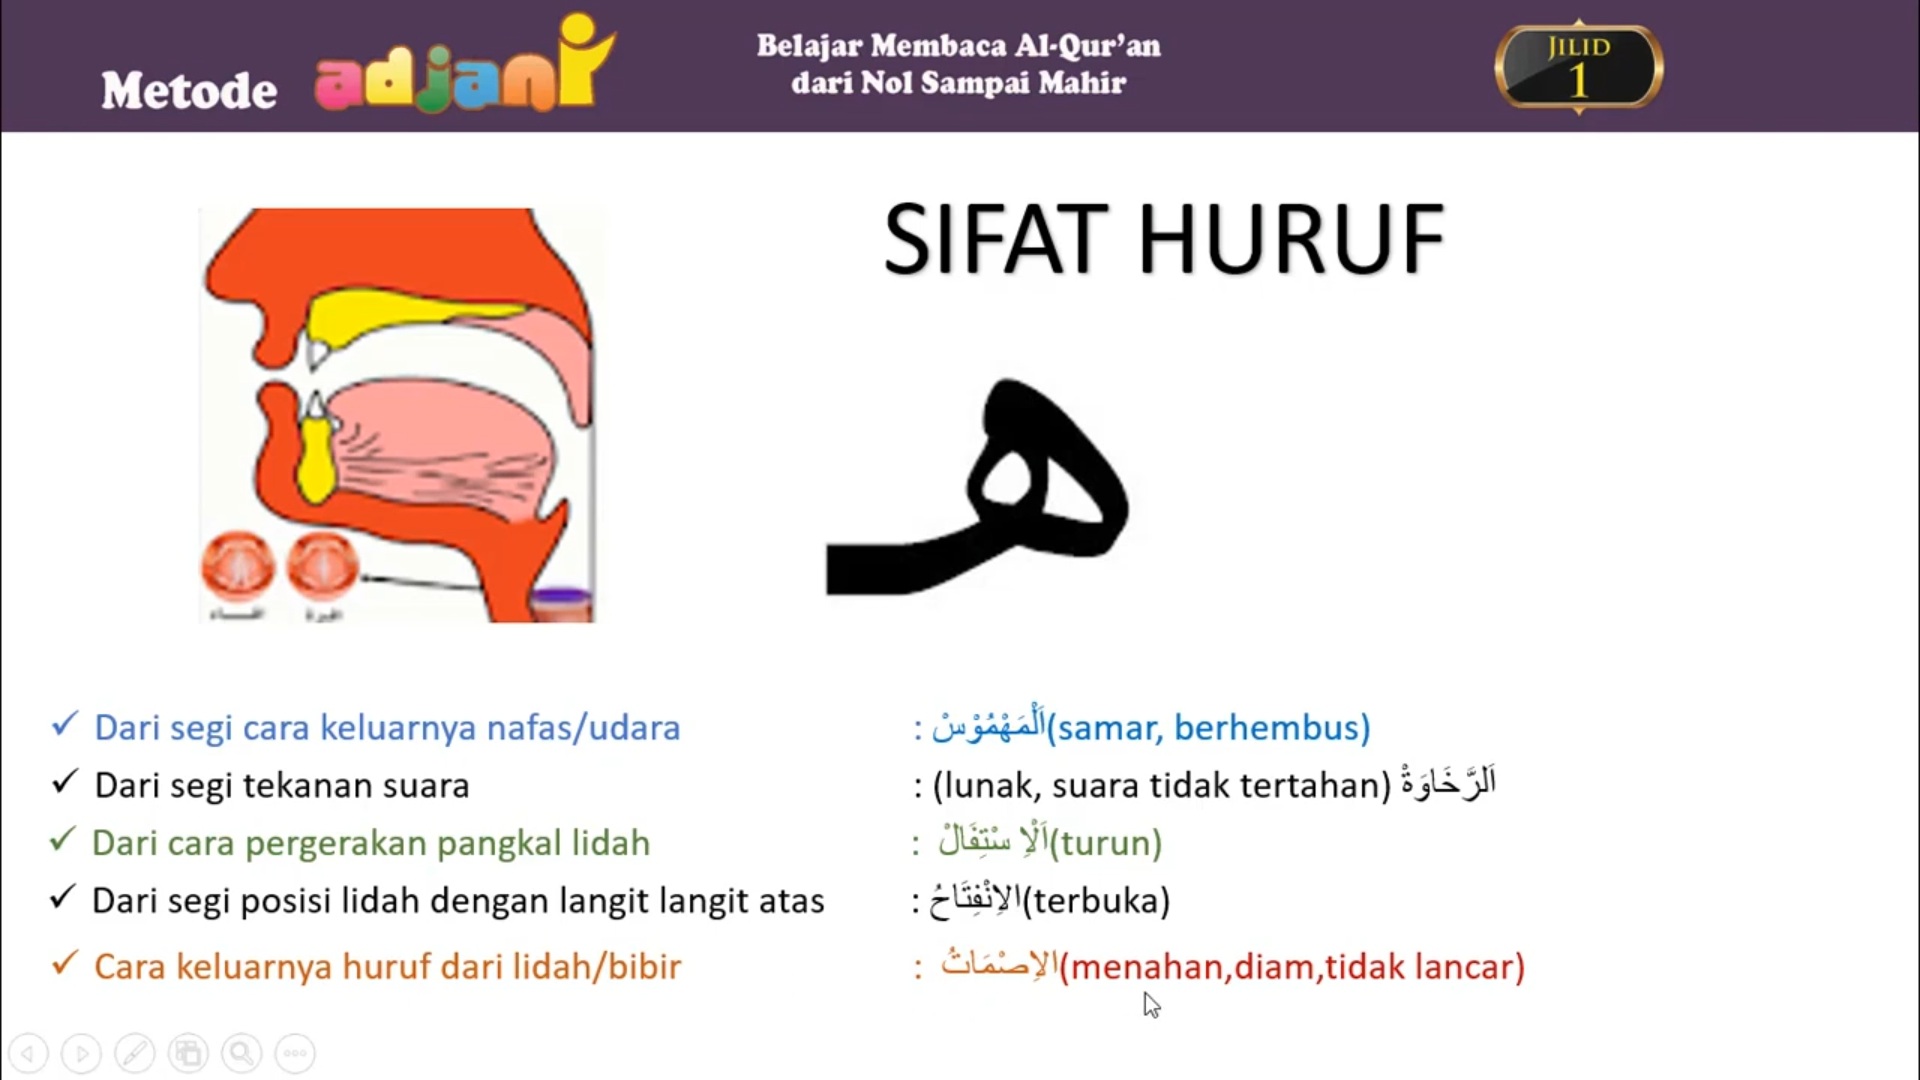 Metode adjani
Belajar Membaca Al-Qur'an
dari Nol Sampai Mahir
JILID
1
SIFAT HURUF
هـ
✓ Dari segi cara keluarnya nafas/udara : اَلْمَهْمُوْسْ(samar, berhembus)
✓ Dari segi tekanan suara : (lunak, suara tidak tertahan) اَلرَّخَاوَةْ
✓ Dari cara pergerakan pangkal lidah : اَلْاِ سْتِفَالْ(turun)
✓ Dari segi posisi lidah dengan langit langit atas : الاِنْفِتَاحُ(terbuka)
✓ Cara keluarnya huruf dari lidah/bibir : الاِصْمَاتُ(menahan,diam,tidak lancar)